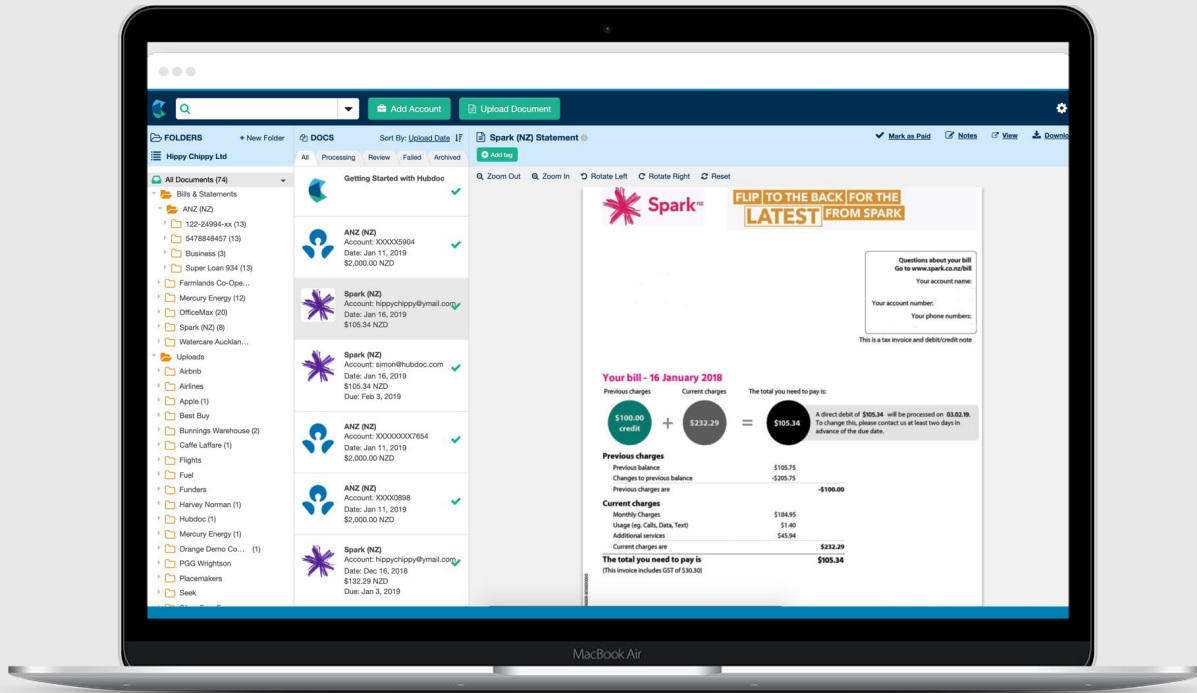 Add Account
Upload Document
FOLDERS
+ New Folder
Hippy Chippy Ltd
All Documents (74)
Bills & Statements
ANZ (NZ)
122-24994-xx (13)
5478848457 (13)
Business (3)
Super Loan 934 (13)
Farmlands Co-Ope...
Mercury Energy (12)
OfficeMax (20)
Spark (NZ) (8)
Watercare Aucklan...
Uploads
Airbnb
Airlines
Apple (1)
Best Buy
Bunnings Warehouse (2)
Caffe Laffare (1)
Flights
Fuel
Funders
Harvey Norman (1)
Hubdoc (1)
Mercury Energy (1)
Orange Demo Co... (1)
PGG Wrightson
Placemakers
Seek
DOCS
Sort By: Upload Date
All Processing Review Failed Archived
Getting Started with Hubdoc
ANZ (NZ)
Account: XXXXX5904
Date: Jan 11, 2019
$2,000.00 NZD
Spark (NZ)
Account: hippychippy@ymail.com
Date: Jan 16, 2019
$105.34 NZD
Spark (NZ)
Account: simon@hubdoc.com
Date: Jan 16, 2019
$105.34 NZD
Due: Feb 3, 2019
ANZ (NZ)
Account: XXXXXXXX7654
Date: Jan 11, 2019
$2,000.00 NZD
ANZ (NZ)
Account: XXXX0898
Date: Jan 11, 2019
$2,000.00 NZD
Spark (NZ)
Account: hippychippy@ymail.com
Date: Dec 16, 2018
$132.29 NZD
Due: Jan 3, 2019
Spark (NZ) Statement
Mark as Paid Notes View Downlo
Add tag
Zoom Out Zoom In Rotate Left Rotate Right Reset
Spark nz
FLIP TO THE BACK FOR THE
LATEST FROM SPARK
Questions about your bill
Go to www.spark.co.nz/bill
Your account name:
Your account number:
Your phone numbers:
This is a tax invoice and debit/credit note
Your bill - 16 January 2018
Previous charges Current charges The total you need to pay is:
$100.00
credit
+ $232.29 = $105.34
A direct debit of $105.34 will be processed on 03.02.19.
To change this, please contact us at least two days in
advance of the due date.
Previous charges
Previous balance $105.75
Changes to previous balance -$205.75
Previous charges are -$100.00
Current charges
Monthly Charges $184.95
Usage (eg. Calls, Data, Text) $1.40
Additional services $45.94
Current charges are $232.29
The total you need to pay is $105.34
(This invoice includes GST of $30.30)
MacBook Air